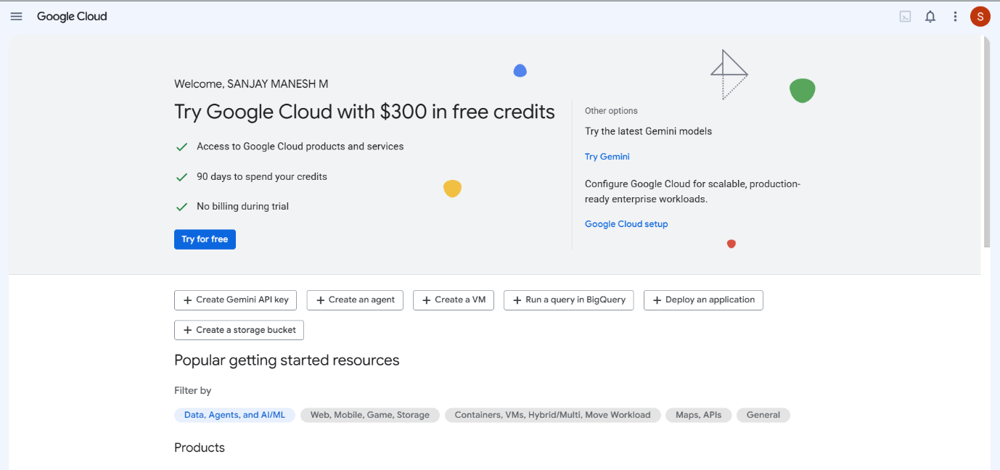 Google Cloud
S
Welcome, SANJAY MANESH M
Try Google Cloud with $300 in free credits
Access to Google Cloud products and services
90 days to spend your credits
No billing during trial
Try for free
Other options
Try the latest Gemini models
Try Gemini
Configure Google Cloud for scalable, production-
ready enterprise workloads.
Google Cloud setup
+ Create Gemini API key
+ Create an agent
+ Create a VM
+ Run a query in BigQuery
+ Deploy an application
+ Create a storage bucket
Popular getting started resources
Filter by
Data, Agents, and AI/ML
Web, Mobile, Game, Storage
Containers, VMs, Hybrid/Multi, Move Workload
Maps, APIs
General
Products